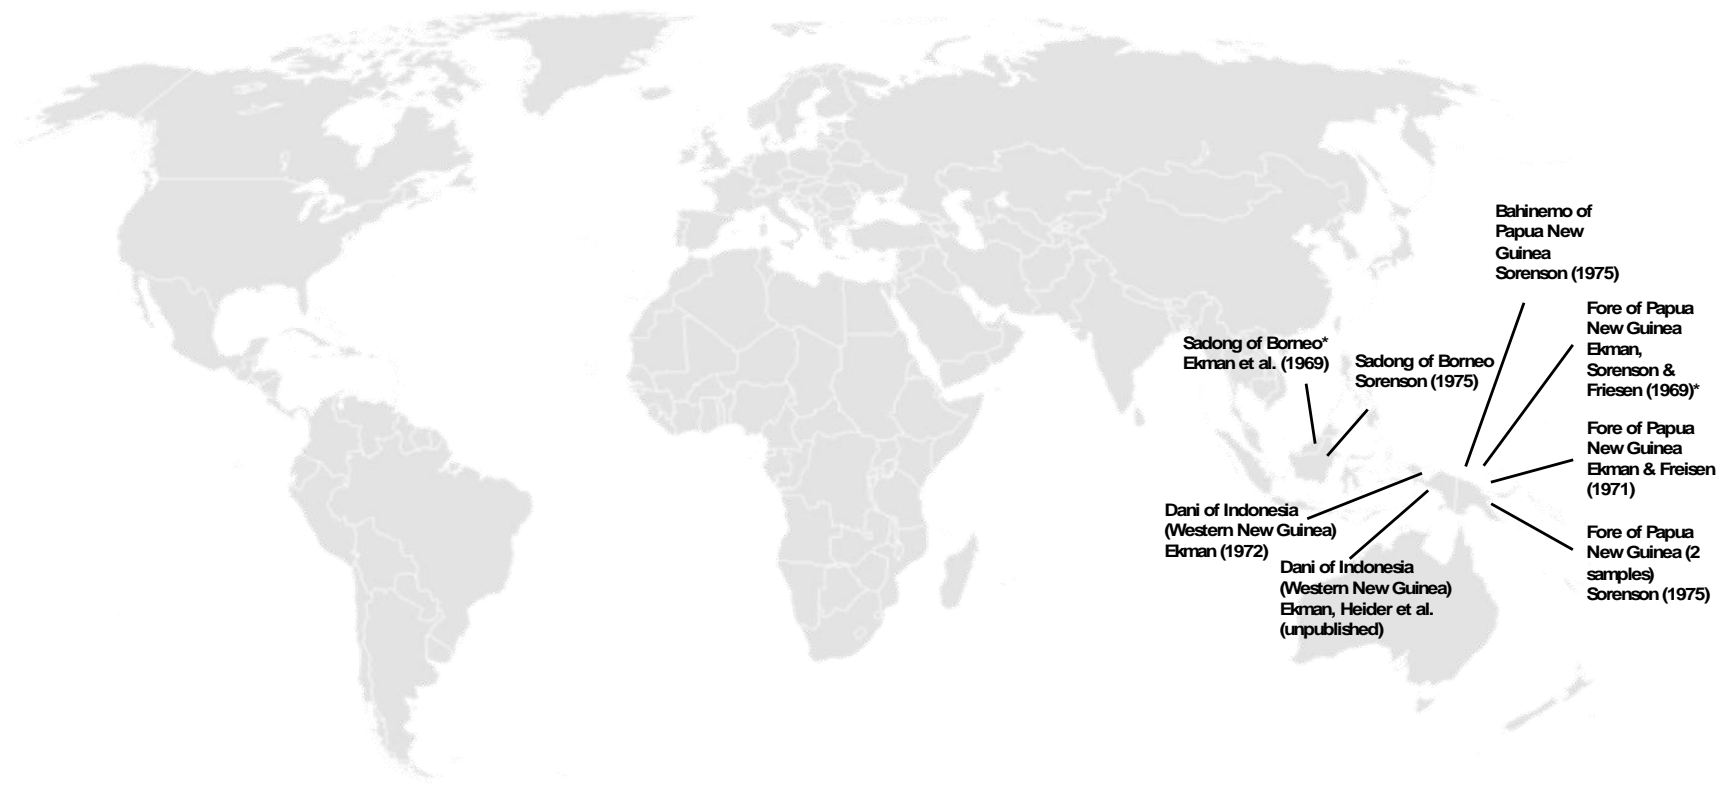 Bahinemo of
Papua New
Guinea
Sorenson (1975)
Fore of Papua
New Guinea
Ekman,
Sorenson &
Friesen (1969)*
Sadong of Borneo*
Ekman et al. (1969)
Sadong of Borneo
Sorenson (1975)
Fore of Papua
New Guinea
Ekman & Freisen
(1971)
Dani of Indonesia
(Western New Guinea)
Ekman (1972)
Fore of Papua
New Guinea (2
samples)
Sorenson (1975)
Dani of Indonesia
(Western New Guinea)
Ekman, Heider et al.
(unpublished)